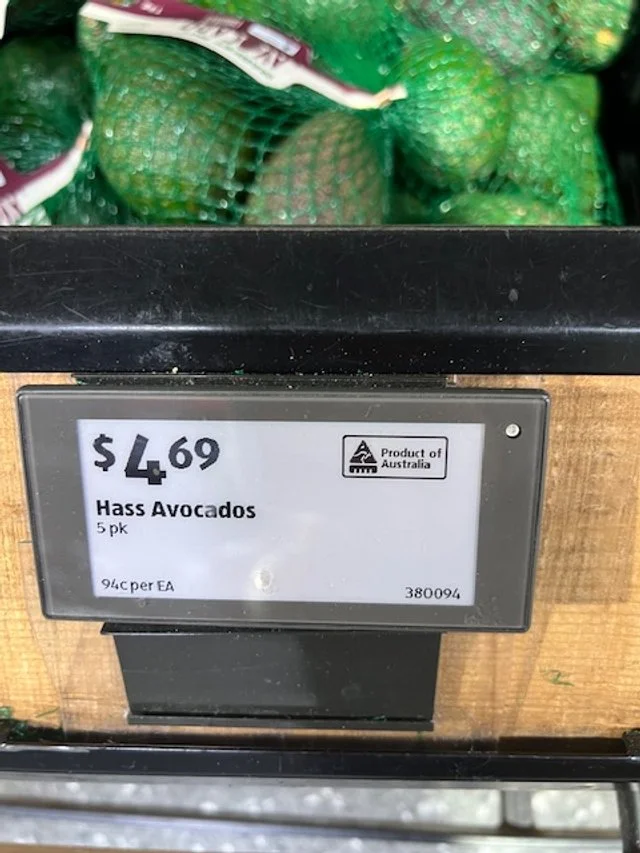 $4.69
Product of
Australia
Hass Avocados
5 pk
94c per EA
380094